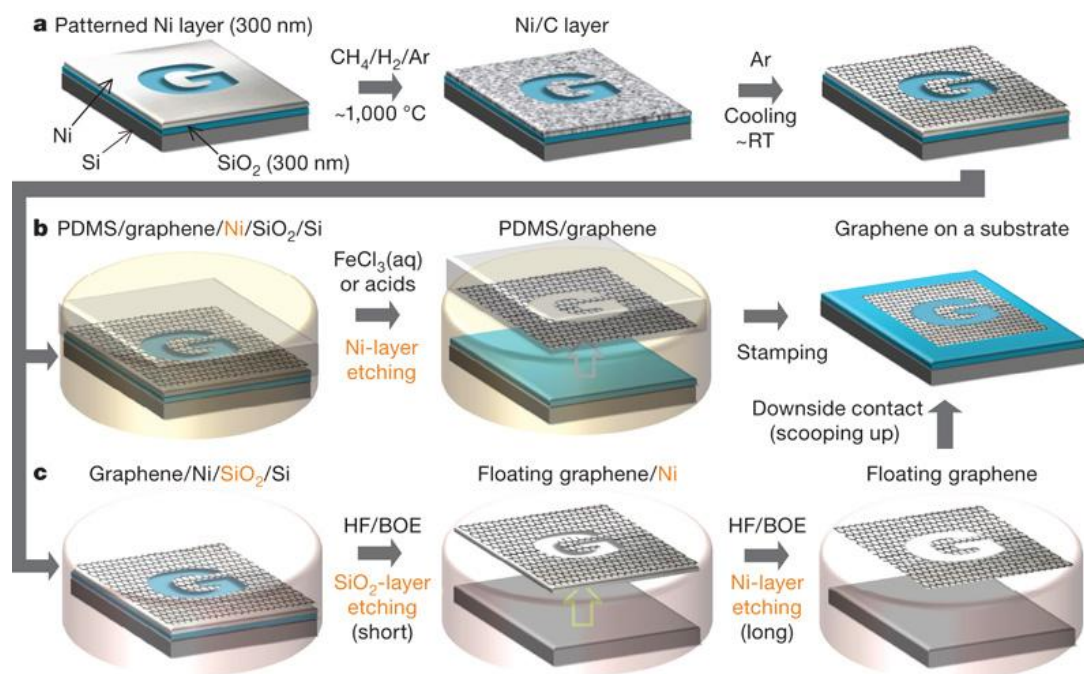 a Patterned Ni layer (300 nm)
Ni/C layer
CH₄/H₂/Ar
~1,000 °C
Ar
Cooling
~RT
G
Ni
Si
SiO₂ (300 nm)
b PDMS/graphene/Ni/SiO₂/Si
PDMS/graphene
Graphene on a substrate
FeCl₃(aq)
or acids
Ni-layer
etching
Stamping
Downside contact
(scooping up)
c Graphene/Ni/SiO₂/Si
Floating graphene/Ni
Floating graphene
HF/BOE
SiO₂-layer
etching
(short)
HF/BOE
Ni-layer
etching
(long)